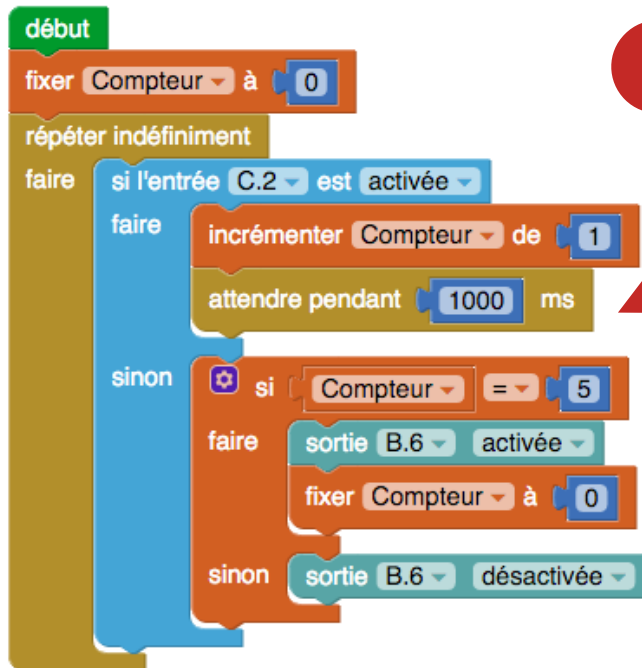 début
fixer Compteur à 0
répéter indéfiniment
faire si l'entrée C.2 est activée
faire incrémenter Compteur de 1
attendre pendant 1000 ms
sinon si Compteur = 5
faire sortie B.6 activée
fixer Compteur à 0
sinon sortie B.6 désactivée